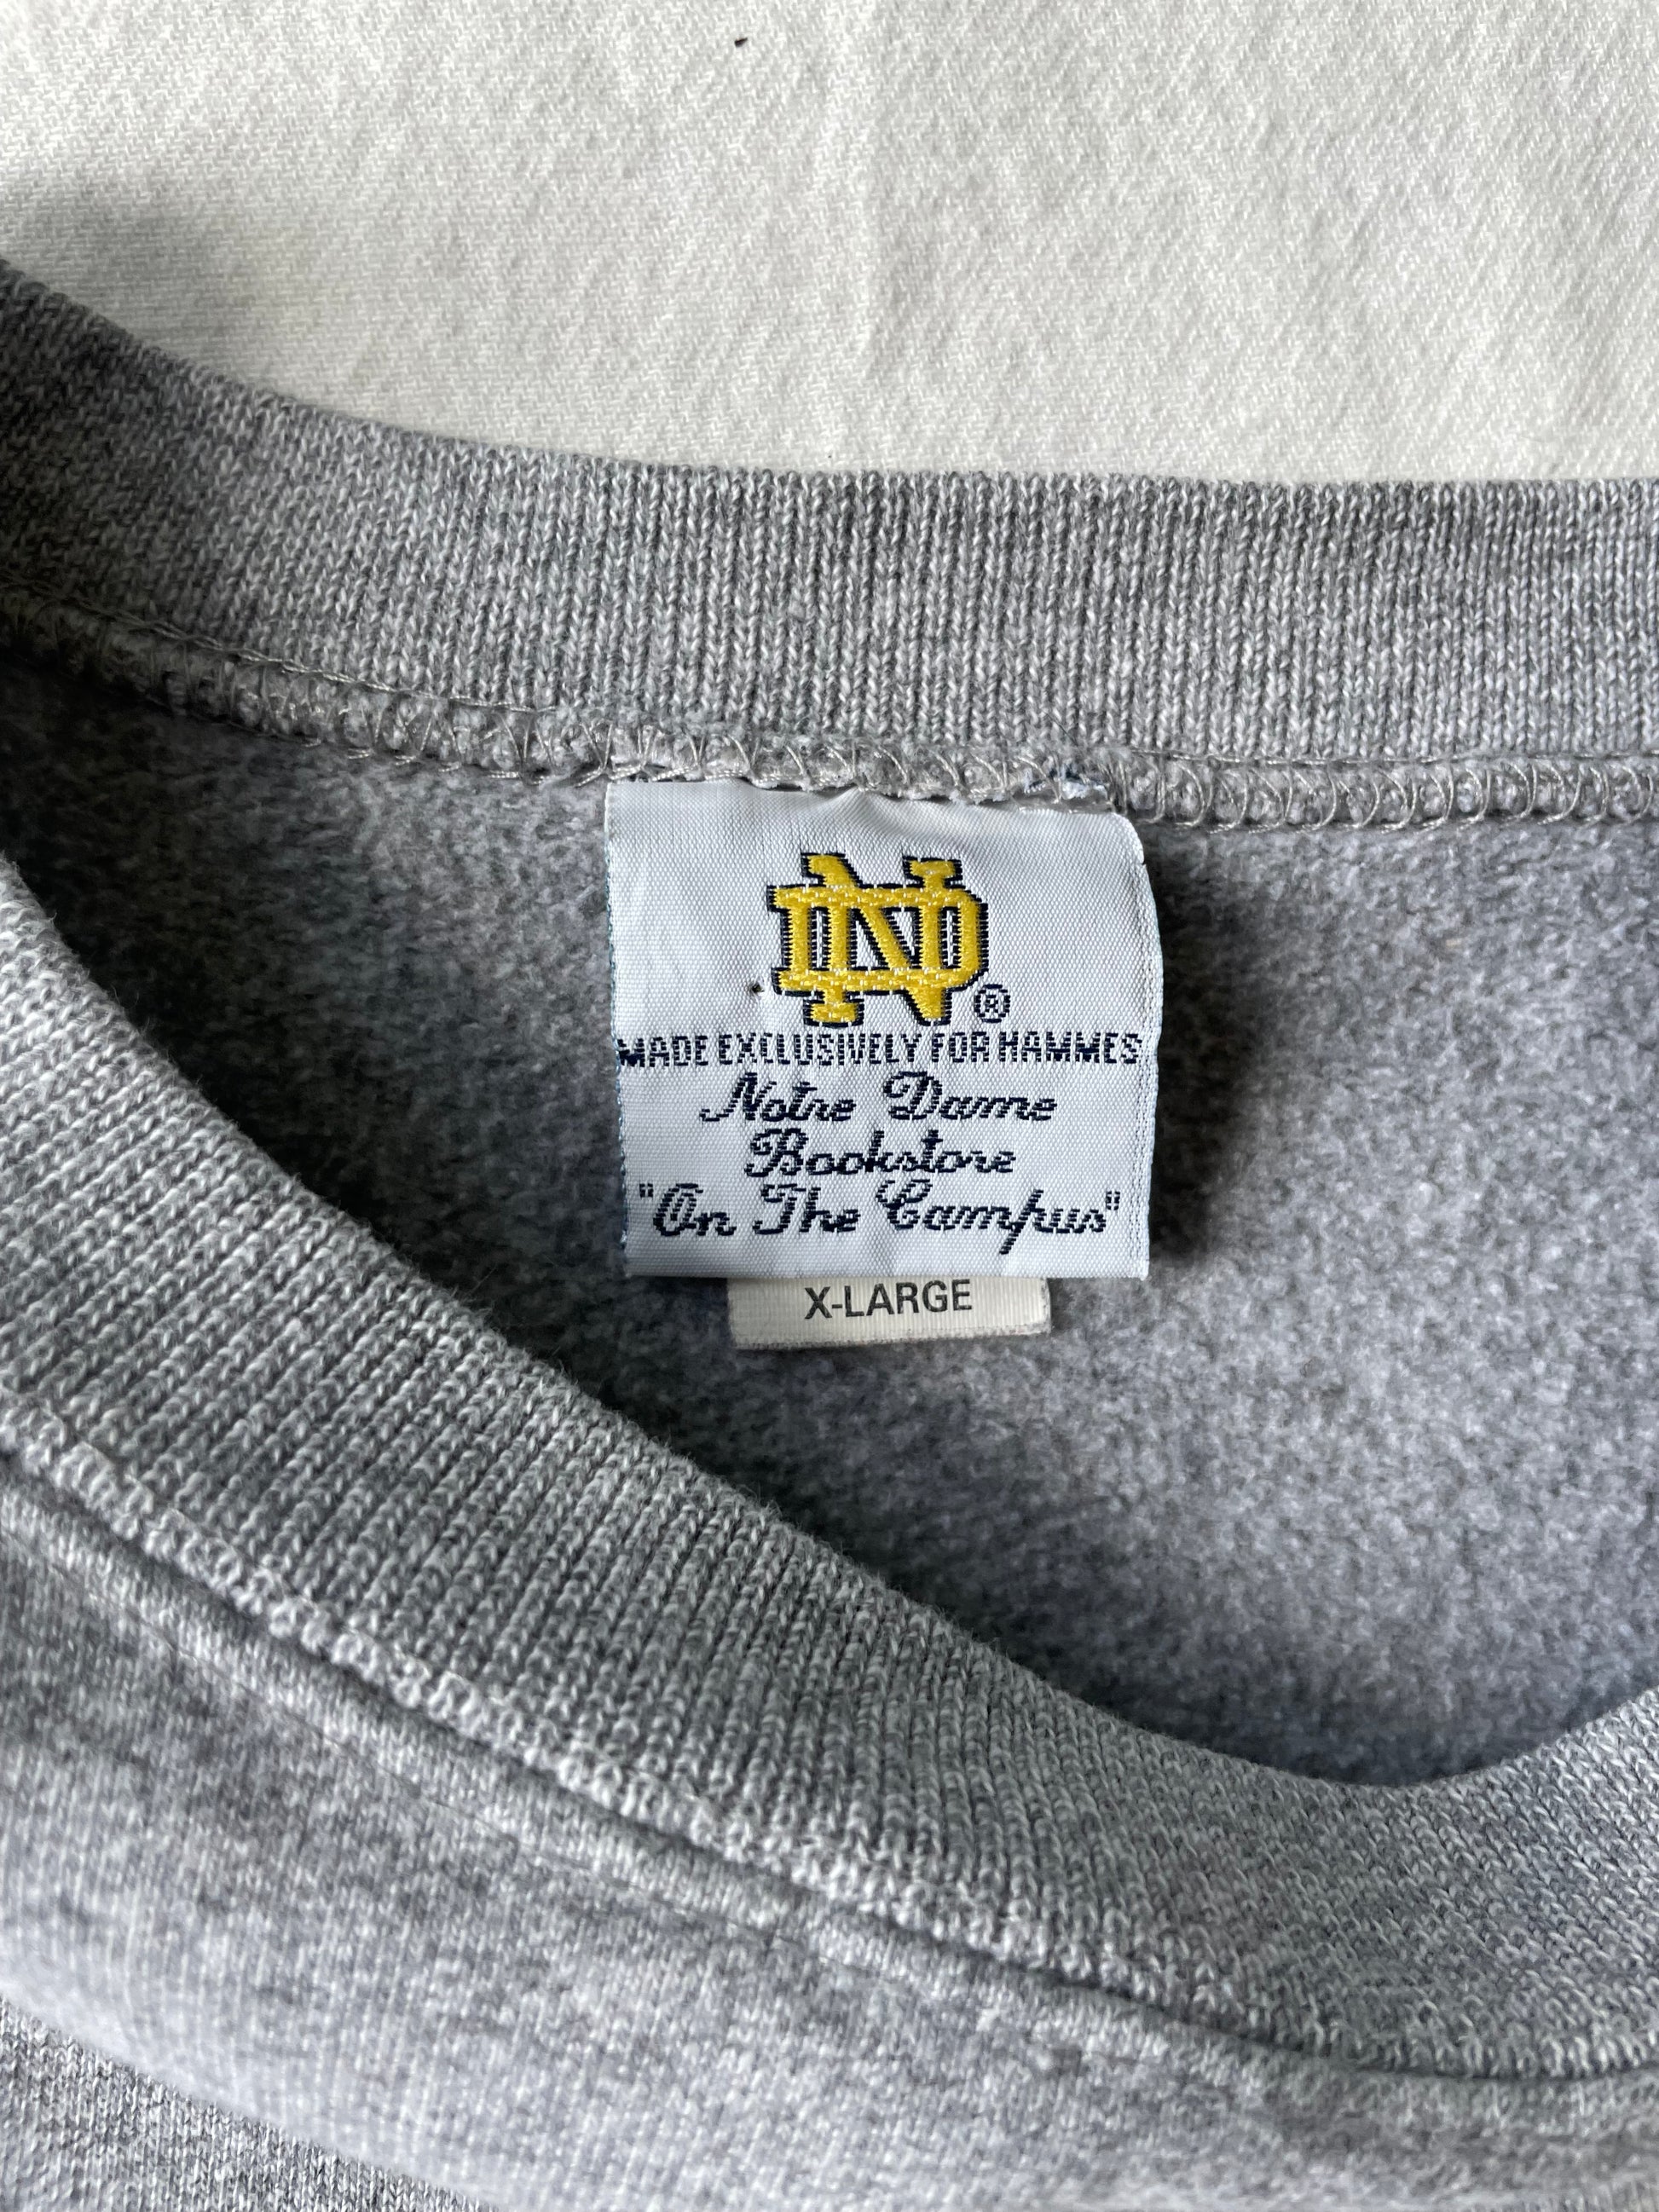 ND
®
MADE EXCLUSIVELY FOR HAMMES
Notre Dame
Bookstore
"On The Campus"
X-LARGE